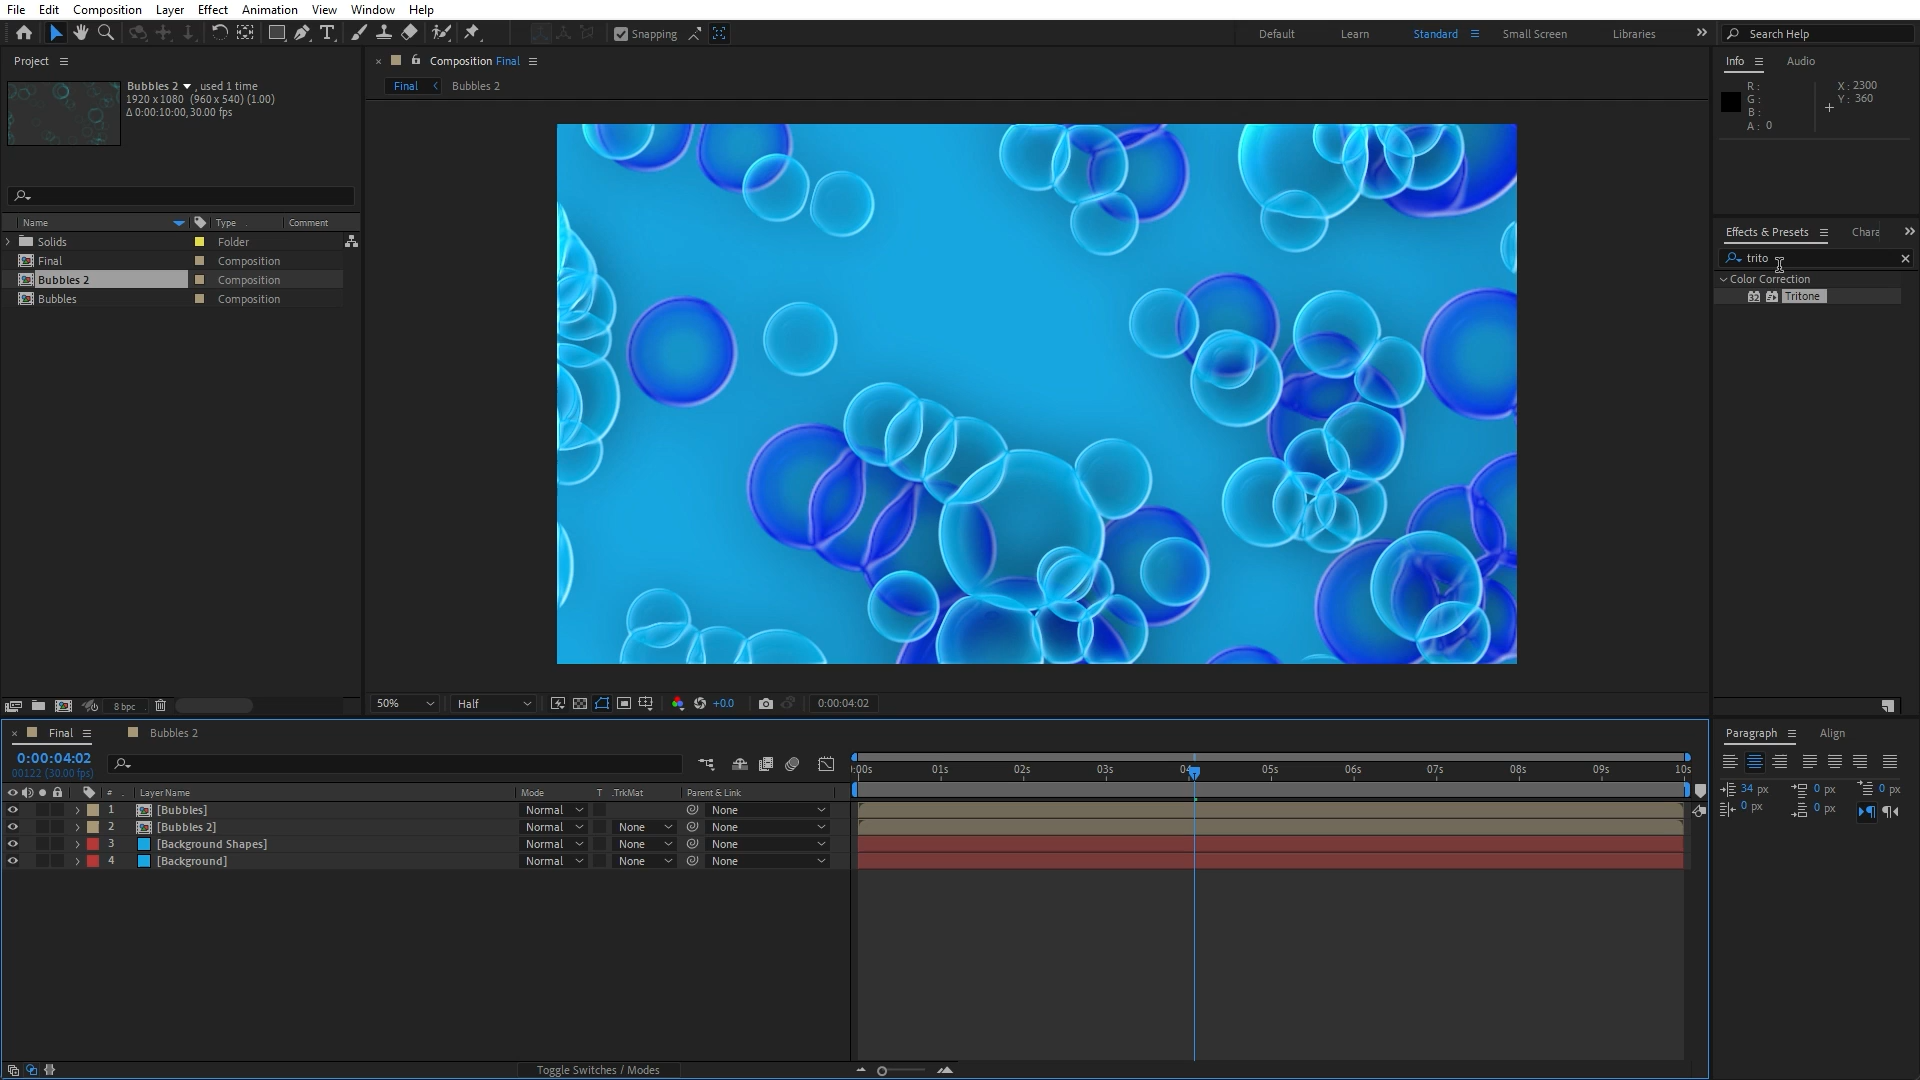 File Edit Composition Layer Effect Animation View Window Help
Snapping Default Learn Standard Small Screen Libraries Search Help
Project
Bubbles 2 , used 1 time
1920 x 1080 (960 x 540) (1.00)
Δ 0:00:10:00, 30.00 fps
Name Type Comment
Solids Folder
Final Composition
Bubbles 2 Composition
Bubbles Composition
8 bpc
Composition Final
Final Bubbles 2
50% Half +0.0 0:00:04:02
Info Audio
R : X : 2300
G : Y : 360
B :
A : 0
Effects & Presets Chara
trito
Color Correction
32 Tritone
Final Bubbles 2
0:00:04:02
00122 (30.00 fps)
:00s 01s 02s 03s 04 05s 06s 07s 08s 09s 10s
# Layer Name Mode T .TrkMat Parent & Link
1 [Bubbles] Normal None
2 [Bubbles 2] Normal None None
3 [Background Shapes] Normal None None
4 [Background] Normal None None
Toggle Switches / Modes
Paragraph Align
34 px 0 px 0 px
0 px 0 px